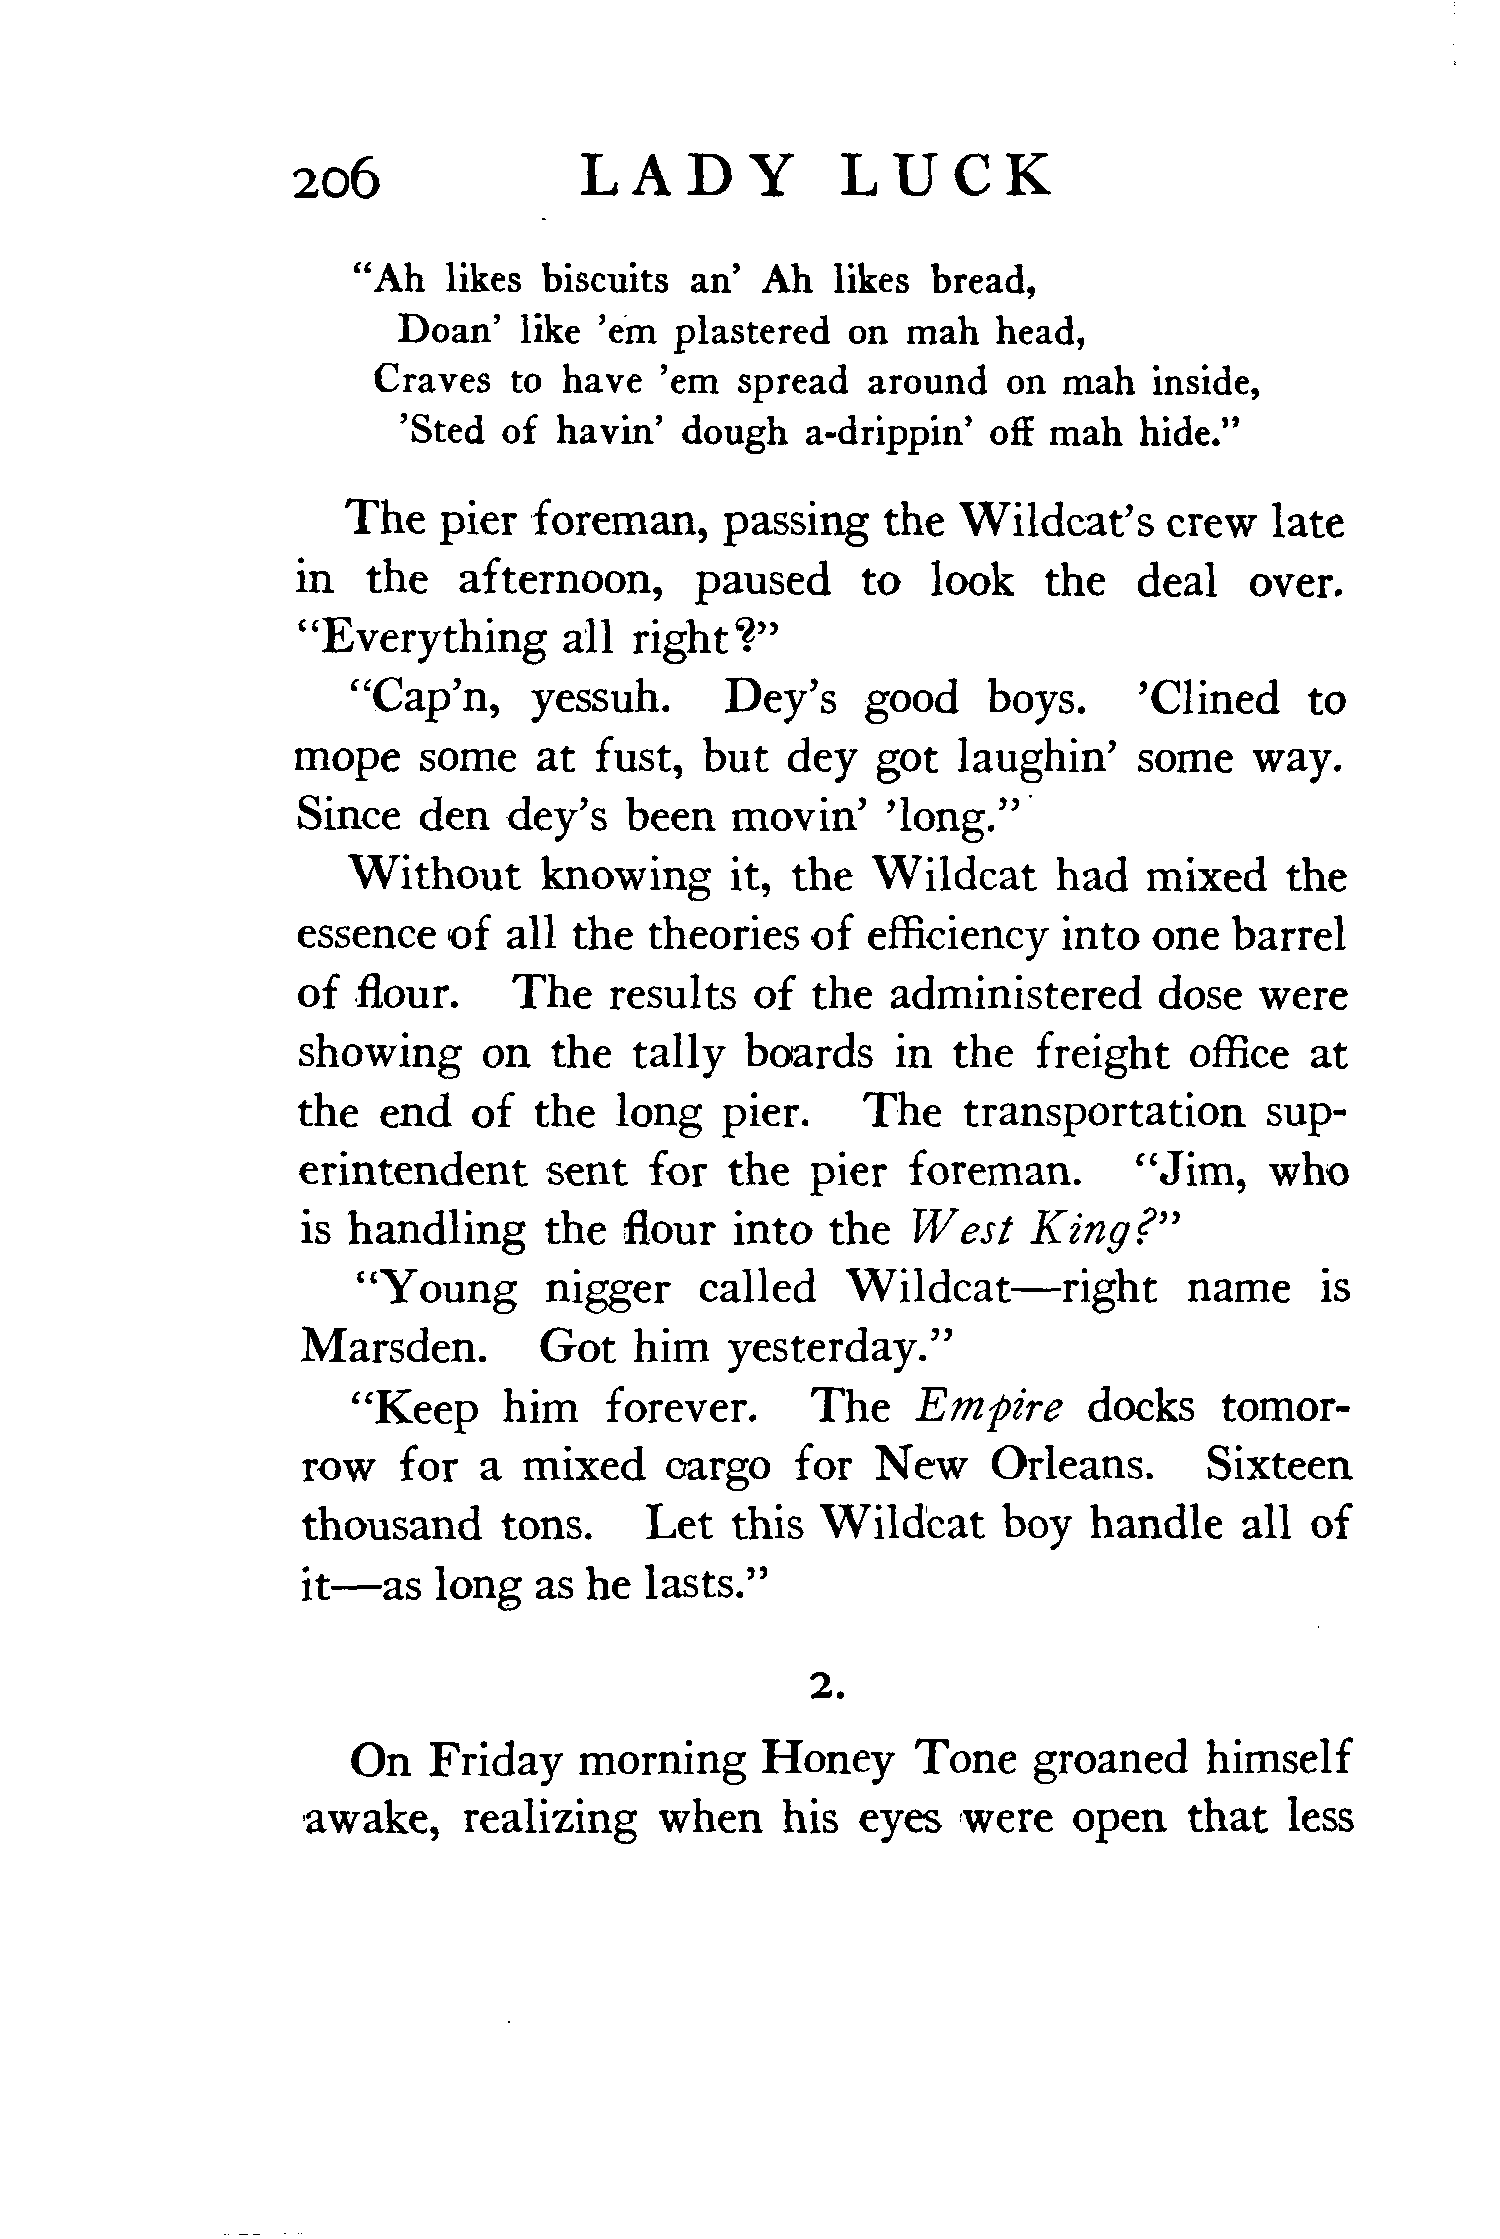 206 LADY LUCK
“Ah likes biscuits an’ Ah likes bread,
Doan’ like ’em plastered on mah head,
Craves to have ’em spread around on mah inside,
’Sted of havin’ dough a-drippin’ off mah hide.”
The pier foreman, passing the Wildcat’s crew late
in the afternoon, paused to look the deal over.
“Everything all right?”
“Cap’n, yessuh. Dey’s good boys. ’Clined to
mope some at fust, but dey got laughin’ some way.
Since den dey’s been movin’ ’long.”
Without knowing it, the Wildcat had mixed the
essence of all the theories of efficiency into one barrel
of flour. The results of the administered dose were
showing on the tally boards in the freight office at
the end of the long pier. The transportation sup-
erintendent sent for the pier foreman. “Jim, who
is handling the flour into the West King?”
“Young nigger called Wildcat—right name is
Marsden. Got him yesterday.”
“Keep him forever. The Empire docks tomor-
row for a mixed cargo for New Orleans. Sixteen
thousand tons. Let this Wildcat boy handle all of
it—as long as he lasts.”
2.
On Friday morning Honey Tone groaned himself
awake, realizing when his eyes were open that less